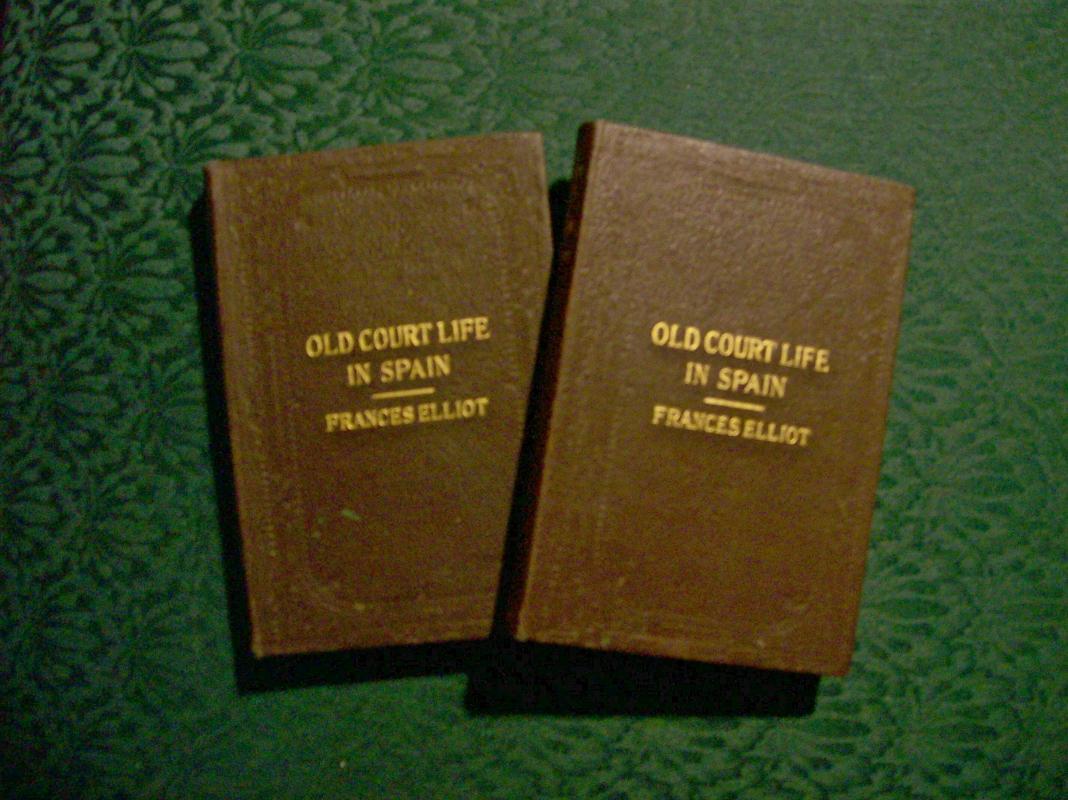 OLD COURT LIFE
IN SPAIN
FRANCES ELLIOT
OLD COURT LIFE
IN SPAIN
FRANCES ELLIOT